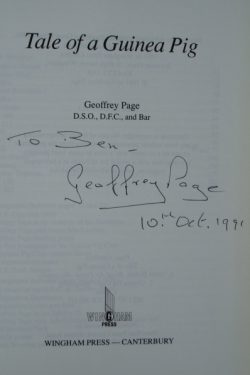 Tale of a Guinea Pig
Geoffrey Page
D.S.O., D.F.C., and Bar
To Ben -
Geoffrey Page
10th Oct. 1991
WINGHAM
PRESS
WINGHAM PRESS — CANTERBURY